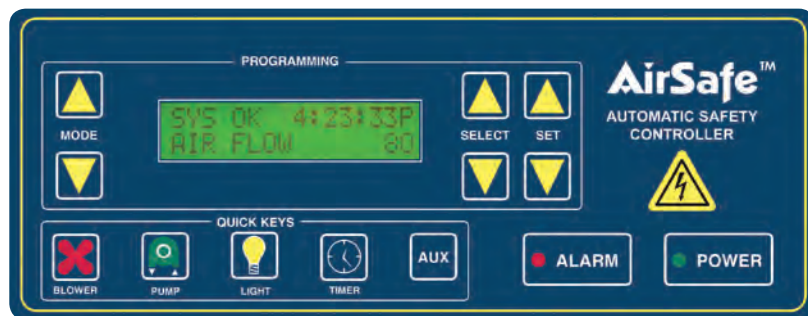 PROGRAMMING
MODE
SYS OK 4:23:33P
AIR FLOW 80
SELECT
SET
AirSafe™
AUTOMATIC SAFETY
CONTROLLER
QUICK KEYS
BLOWER
PUMP
LIGHT
TIMER
AUX
ALARM
POWER